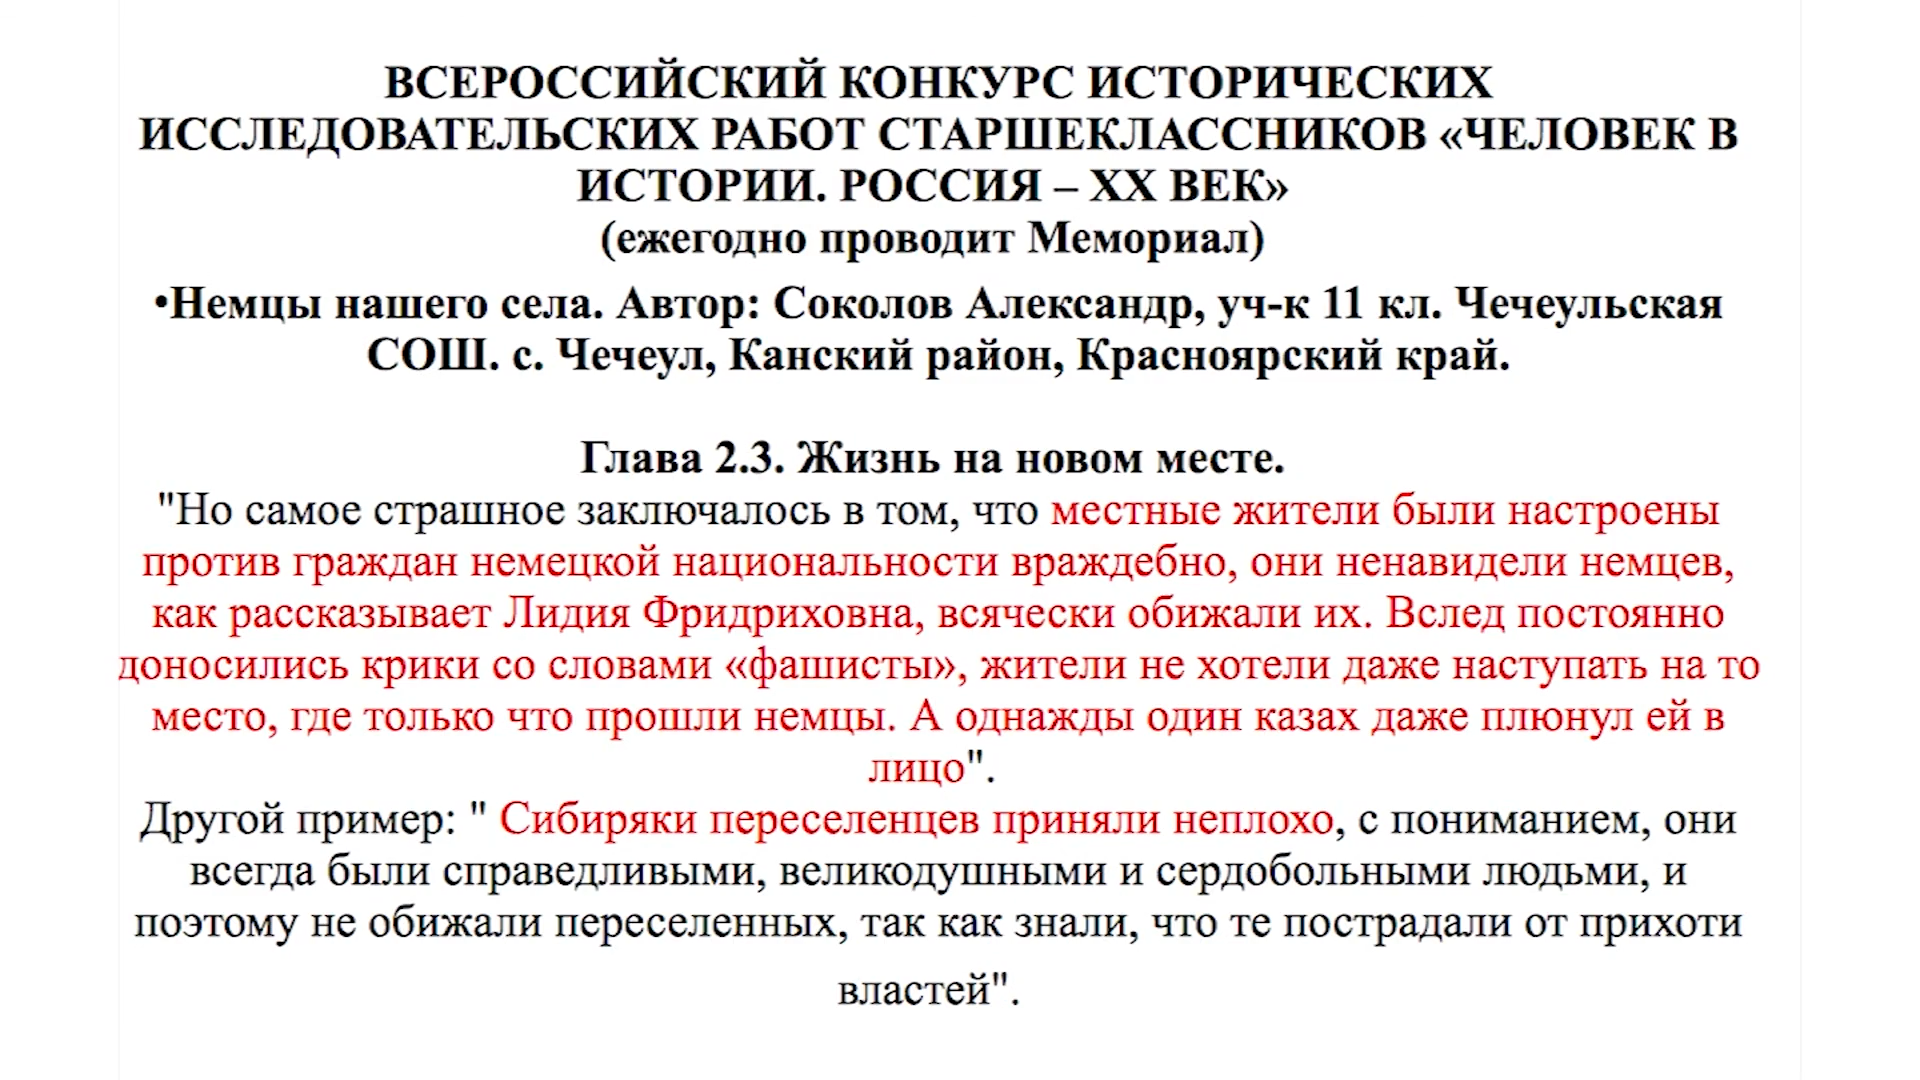 ВСЕРОССИЙСКИЙ КОНКУРС ИСТОРИЧЕСКИХ
ИССЛЕДОВАТЕЛЬСКИХ РАБОТ СТАРШЕКЛАССНИКОВ «ЧЕЛОВЕК В
ИСТОРИИ. РОССИЯ – ХХ ВЕК»
(ежегодно проводит Мемориал)
•Немцы нашего села. Автор: Соколов Александр, уч-к 11 кл. Чечеульская
СОШ. с. Чечеул, Канский район, Красноярский край.
Глава 2.3. Жизнь на новом месте.
"Но самое страшное заключалось в том, что местные жители были настроены
против граждан немецкой национальности враждебно, они ненавидели немцев,
как рассказывает Лидия Фридриховна, всячески обижали их. Вслед постоянно
доносились крики со словами «фашисты», жители не хотели даже наступать на то
место, где только что прошли немцы. А однажды один казах даже плюнул ей в
лицо".
Другой пример: " Сибиряки переселенцев приняли неплохо, с пониманием, они
всегда были справедливыми, великодушными и сердобольными людьми, и
поэтому не обижали переселенных, так как знали, что те пострадали от прихоти
властей".